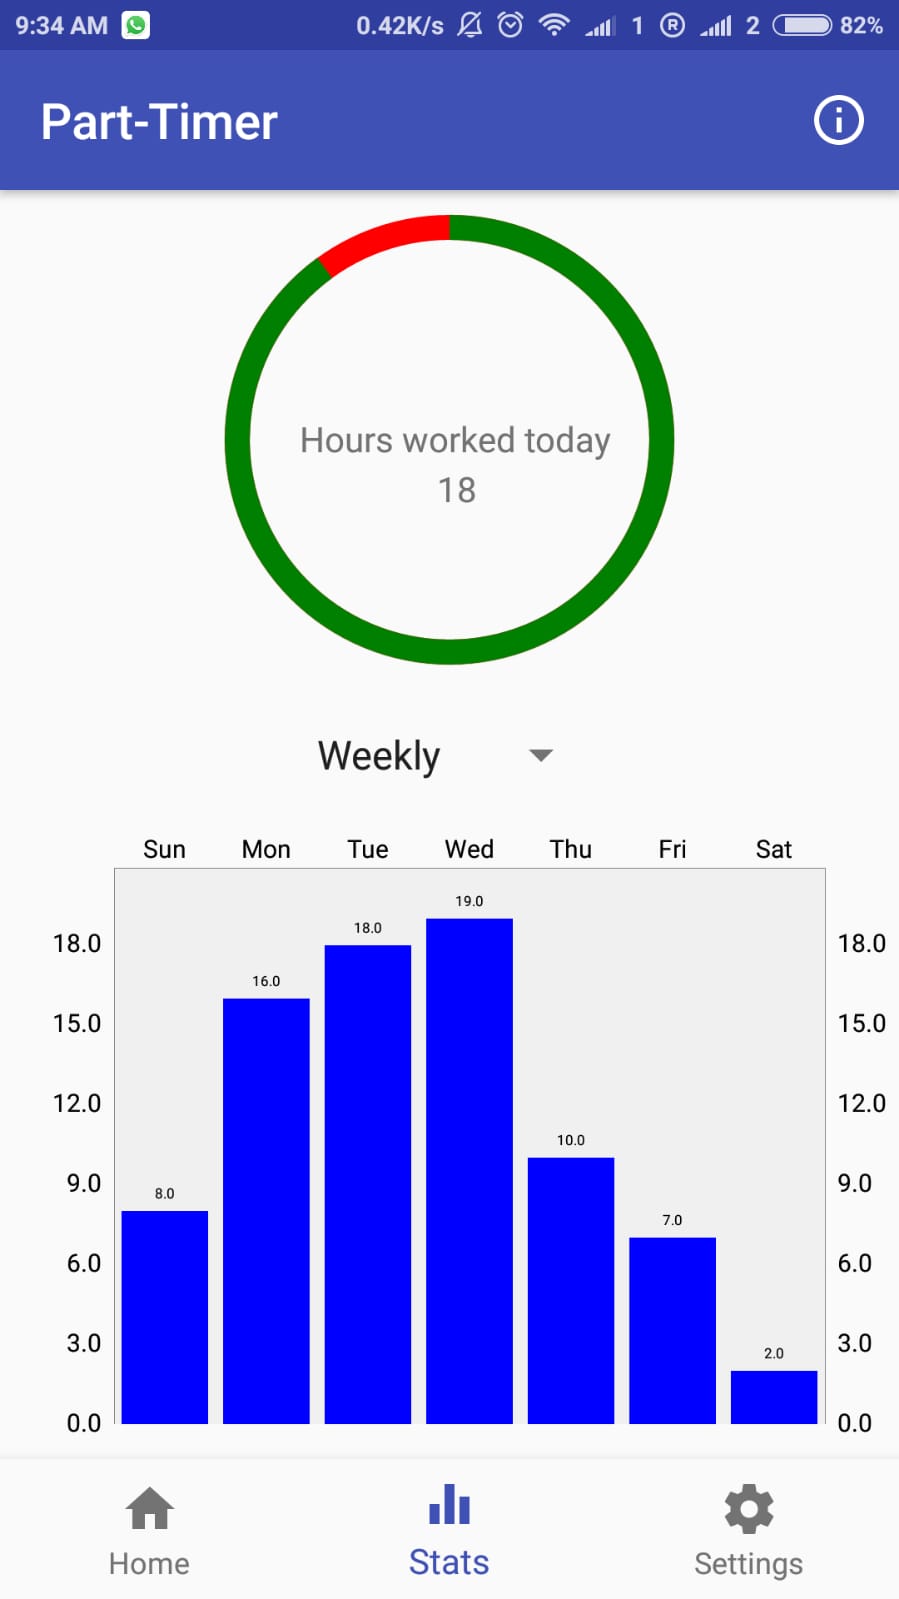 9:34 AM 0.42K/s 1 R 2 82%
Part-Timer
Hours worked today
18
Weekly
Sun Mon Tue Wed Thu Fri Sat
19.0
18.0
18.0 18.0
16.0
15.0 15.0
12.0 12.0
10.0
9.0 9.0
8.0
7.0
6.0 6.0
3.0 3.0
2.0
0.0 0.0
Home Stats Settings